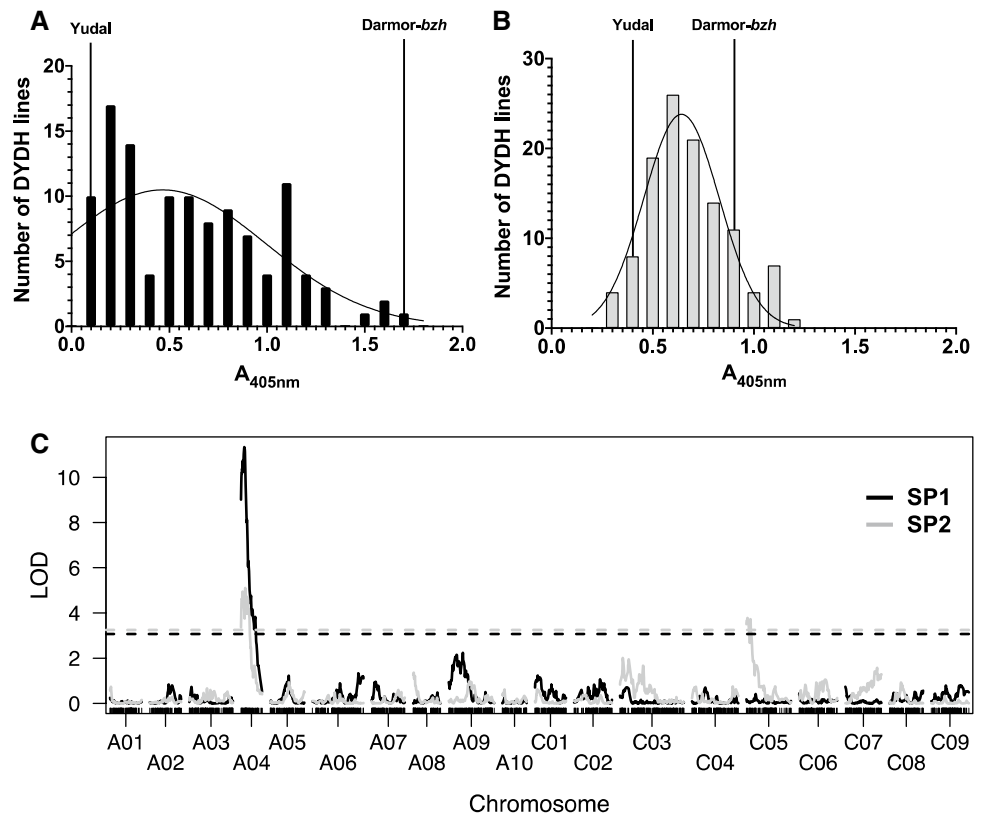 A
Yudal
Darmor-bzh
Number of DYDH lines
20
15
10
5
0
0.0
0.5
1.0
1.5
2.0
A405nm
B
Yudal
Darmor-bzh
Number of DYDH lines
30
20
10
0
0.0
0.5
1.0
1.5
2.0
A405nm
C
LOD
10
8
6
4
2
0
SP1
SP2
A01
A02
A03
A04
A05
A06
A07
A08
A09
A10
C01
C02
C03
C04
C05
C06
C07
C08
C09
Chromosome